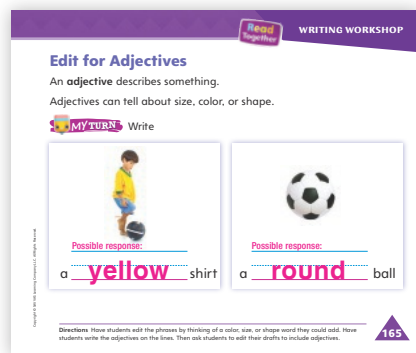 Read Together
WRITING WORKSHOP
Edit for Adjectives
An adjective describes something.
Adjectives can tell about size, color, or shape.
MY TURN Write
Possible response:
a yellow shirt
Possible response:
a round ball
Directions Have students edit the phrases by thinking of a color, size, or shape word they could add. Have
students write the adjectives on the lines. Then ask students to edit their drafts to include adjectives.
165